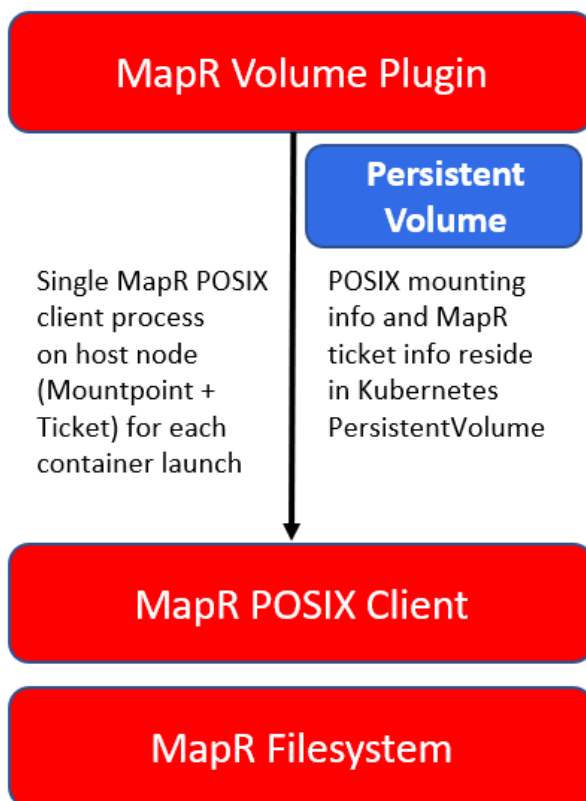 MapR Volume Plugin
Persistent
Volume
Single MapR POSIX
client process
on host node
(Mountpoint +
Ticket) for each
container launch
POSIX mounting
info and MapR
ticket info reside
in Kubernetes
PersistentVolume
MapR POSIX Client
MapR Filesystem